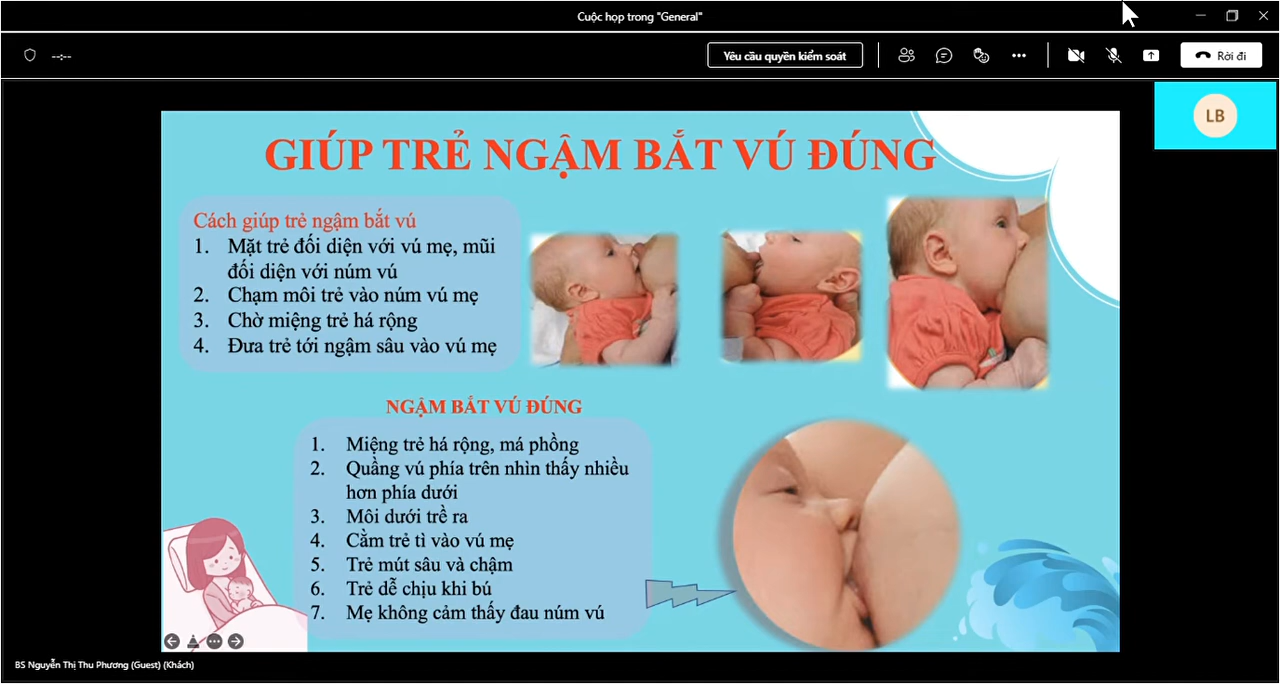 Cuộc họp trong "General"
--:--
Yêu cầu quyền kiểm soát
Rời đi
LB
GIÚP TRẺ NGẬM BẮT VÚ ĐÚNG
Cách giúp trẻ ngậm bắt vú
1. Mặt trẻ đối diện với vú mẹ, mũi
đối diện với núm vú
2. Chạm môi trẻ vào núm vú mẹ
3. Chờ miệng trẻ há rộng
4. Đưa trẻ tới ngậm sâu vào vú mẹ
NGẬM BẮT VÚ ĐÚNG
1. Miệng trẻ há rộng, má phồng
2. Quầng vú phía trên nhìn thấy nhiều
hơn phía dưới
3. Môi dưới trề ra
4. Cằm trẻ tì vào vú mẹ
5. Trẻ mút sâu và chậm
6. Trẻ dễ chịu khi bú
7. Mẹ không cảm thấy đau núm vú
BS Nguyễn Thị Thu Phương (Guest) (Khách)